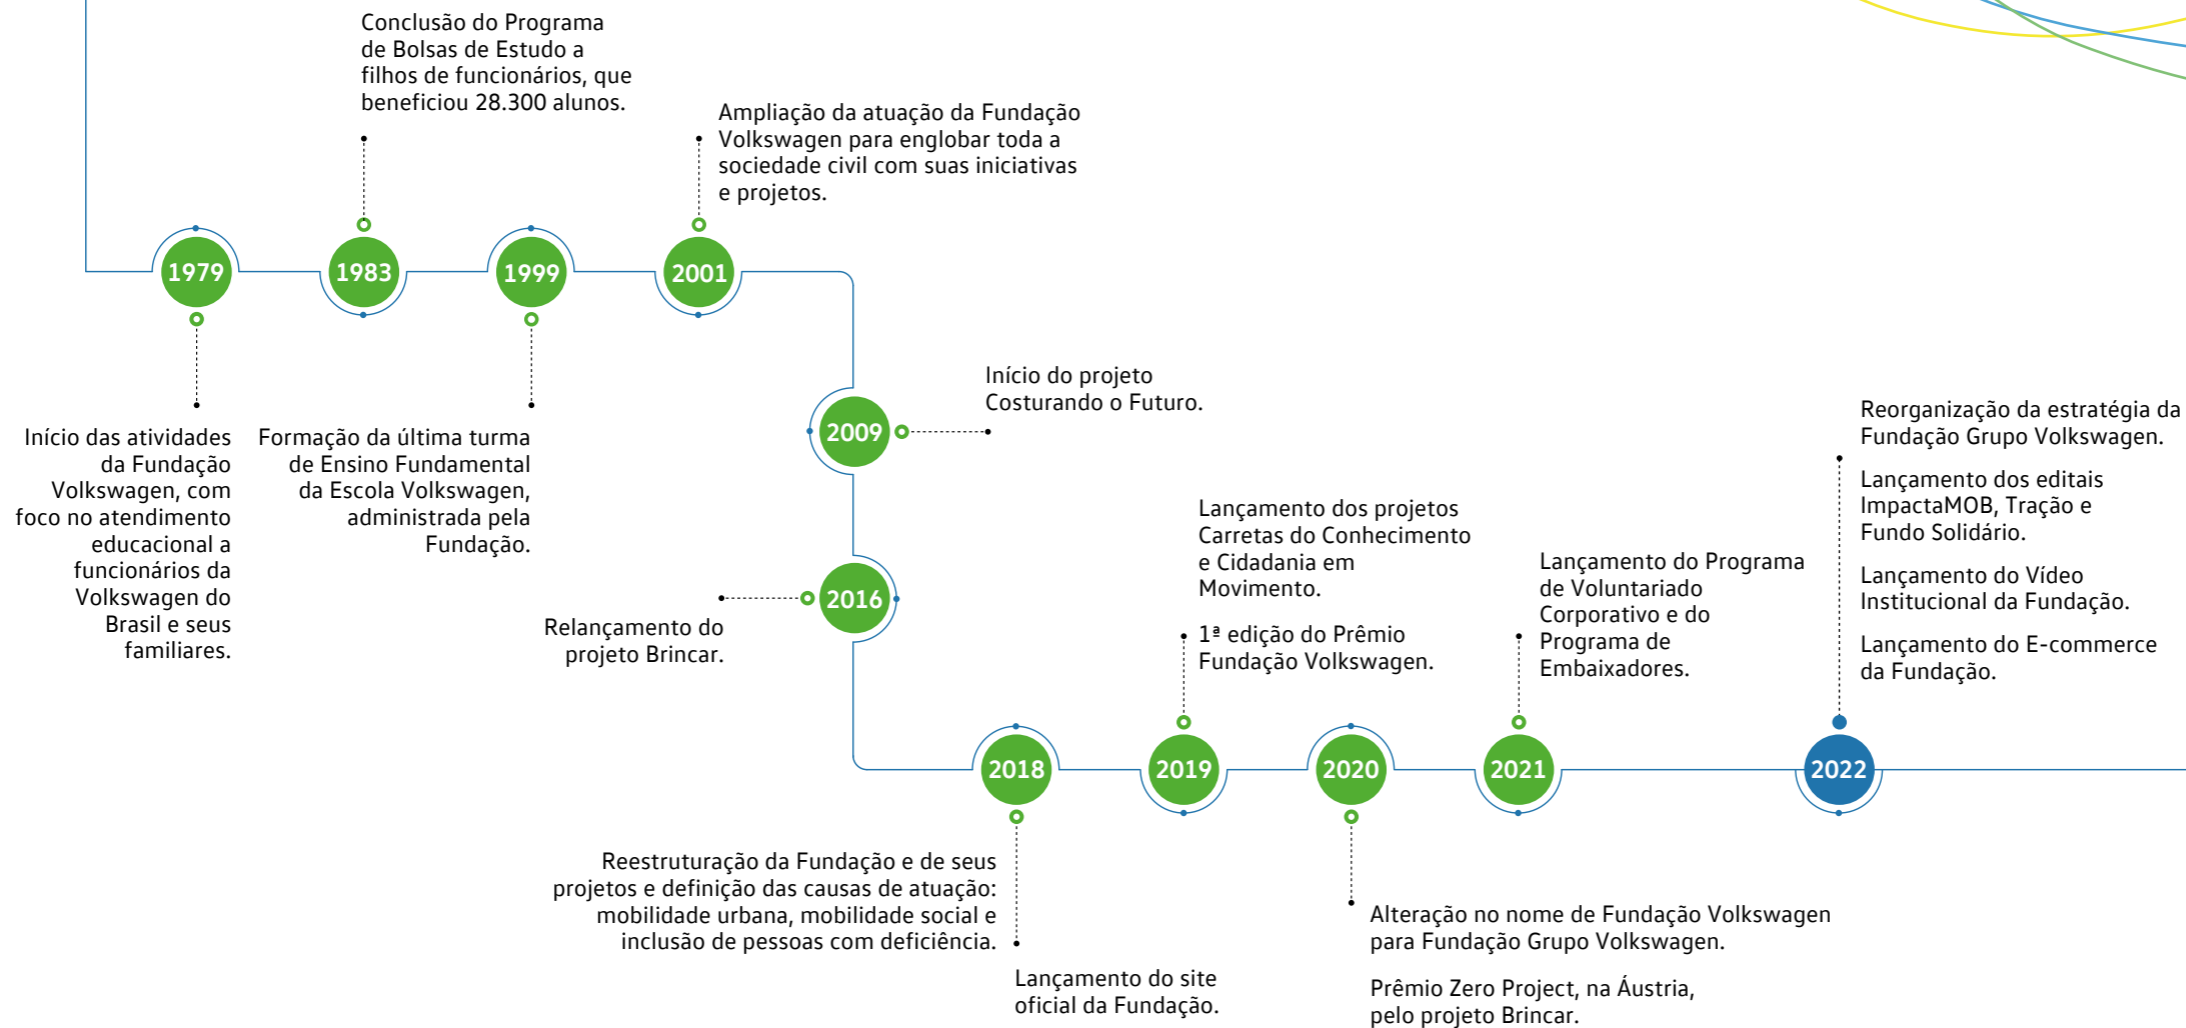 Conclusão do Programa
de Bolsas de Estudo a
filhos de funcionários, que
beneficiou 28.300 alunos.
Ampliação da atuação da Fundação
Volkswagen para englobar toda a
sociedade civil com suas iniciativas
e projetos.
1979
1983
1999
2001
Início das atividades
da Fundação
Volkswagen, com
foco no atendimento
educacional a
funcionários da
Volkswagen do
Brasil e seus
familiares.
Formação da última turma
de Ensino Fundamental
da Escola Volkswagen,
administrada pela
Fundação.
2009
Início do projeto
Costurando o Futuro.
2016
Relançamento do
projeto Brincar.
Lançamento dos projetos
Carretas do Conhecimento
e Cidadania em
Movimento.
1ª edição do Prêmio
Fundação Volkswagen.
Lançamento do Programa
de Voluntariado
Corporativo e do
Programa de
Embaixadores.
Reorganização da estratégia da
Fundação Grupo Volkswagen.
Lançamento dos editais
ImpactaMOB, Tração e
Fundo Solidário.
Lançamento do Vídeo
Institucional da Fundação.
Lançamento do E-commerce
da Fundação.
2018
2019
2020
2021
2022
Reestruturação da Fundação e de seus
projetos e definição das causas de atuação:
mobilidade urbana, mobilidade social e
inclusão de pessoas com deficiência.
Lançamento do site
oficial da Fundação.
Alteração no nome de Fundação Volkswagen
para Fundação Grupo Volkswagen.
Prêmio Zero Project, na Áustria,
pelo projeto Brincar.